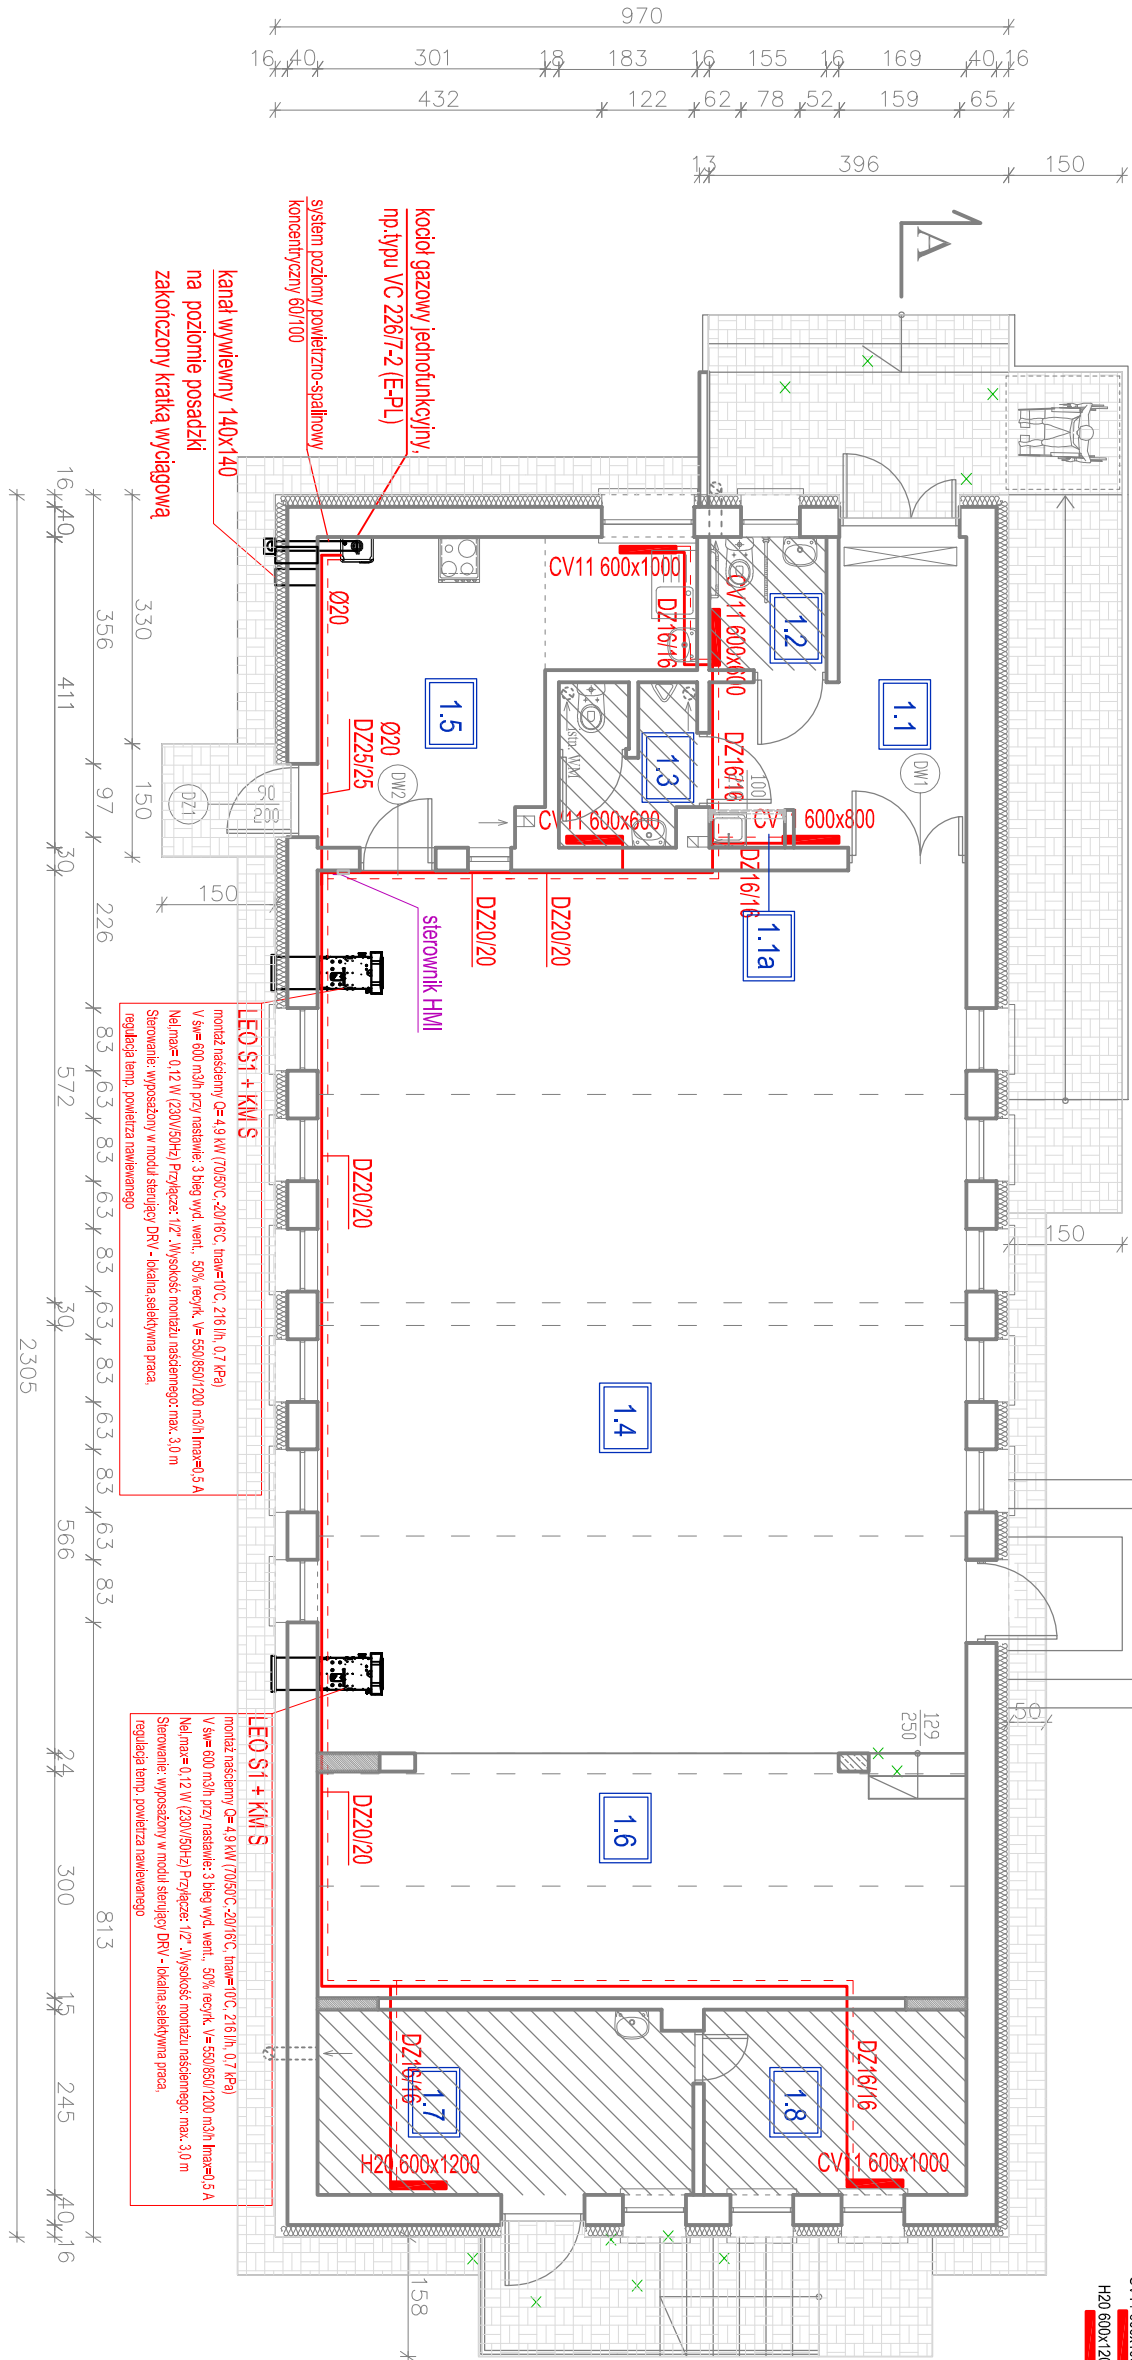 970
16 40 301 18 183 16 155 16 169 40 16
432 122 62 78 52 159 65
13 396 150
1A
kocioł gazowy jednofunkcyjny,
np.typu VC 226/7-2 (E-PL)
system poziomy powietrzno-spalinowy
koncentryczny 60/100
kanał wywiewny 140x140
na poziomie posadzki
zakończony kratką wyciągową
CV11 600x1000
DZ16/16
CV11 600x600
1.2
1.1
Ø20
1.5
1.3
Ø20
DZ25/25
DW2
DZ16/16
100
DW1
CV11 600x600
600x800
DZ16/16
1.1a
90
200
DZ1
DZ20/20
DZ20/20
sterownik HMI
LEO S1 + KM S
montaż naścienny Q= 4,9 kW (70/50°C,-20/16°C, tnaw=10°C, 216 l/h, 0,7 kPa)
V św= 600 m3/h przy nastawie: 3 bieg wyd. went., 50% recyrk. V= 550/850/1200 m3/h Imax=0,5 A
Nel,max= 0,12 W (230V/50Hz) Przyłącze: 1/2". Wysokość montażu naściennego: max. 3,0 m
Sterowanie: wyposażony w moduł sterujący DRV - lokalna,selektywna praca,
regulacja temp. powietrza nawiewanego
DZ20/20
1.4
150
150
50
129
250
LEO S1 + KM S
montaż naścienny Q= 4,9 kW (70/50°C,-20/16°C, tnaw=10°C, 216 l/h, 0,7 kPa)
V św= 600 m3/h przy nastawie: 3 bieg wyd. went., 50% recyrk. V= 550/850/1200 m3/h Imax=0,5 A
Nel,max= 0,12 W (230V/50Hz) Przyłącze: 1/2". Wysokość montażu naściennego: max. 3,0 m
Sterowanie: wyposażony w moduł sterujący DRV - lokalna,selektywna praca,
regulacja temp. powietrza nawiewanego
DZ20/20
1.6
DZ16/16
1.7
H20 600x1200
DZ16/16
1.8
CV11 600x1000
158
330 150
356 97 226 83 63 83 63 83 63 83 63 83 63 83 813
16 40 411 30 572 30 566 24 300 15 245 40 16
2305